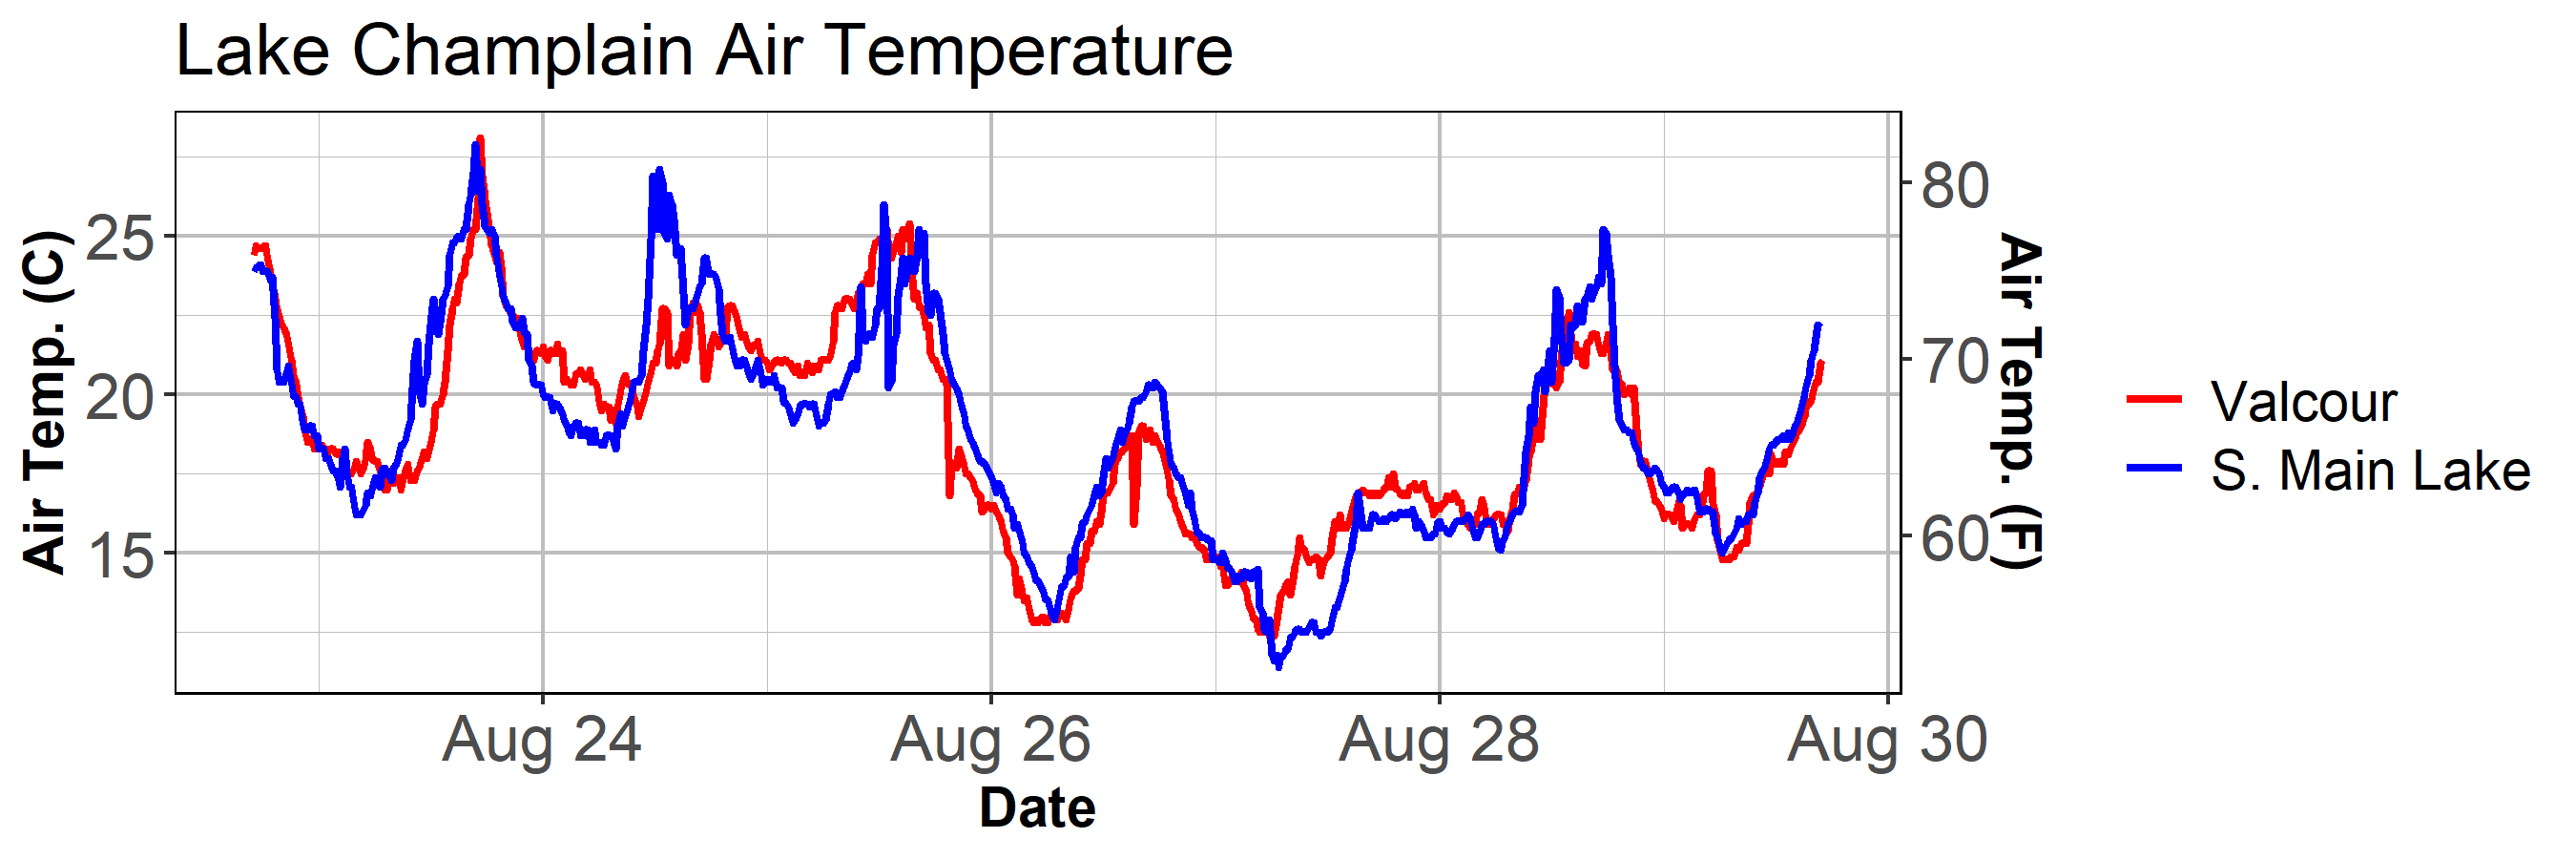 Lake Champlain Air Temperature
Air Temp. (C)
25
20
15
80
70
60
Air Temp. (F)
Aug 24
Aug 26
Aug 28
Aug 30
Date
Valcour
S. Main Lake